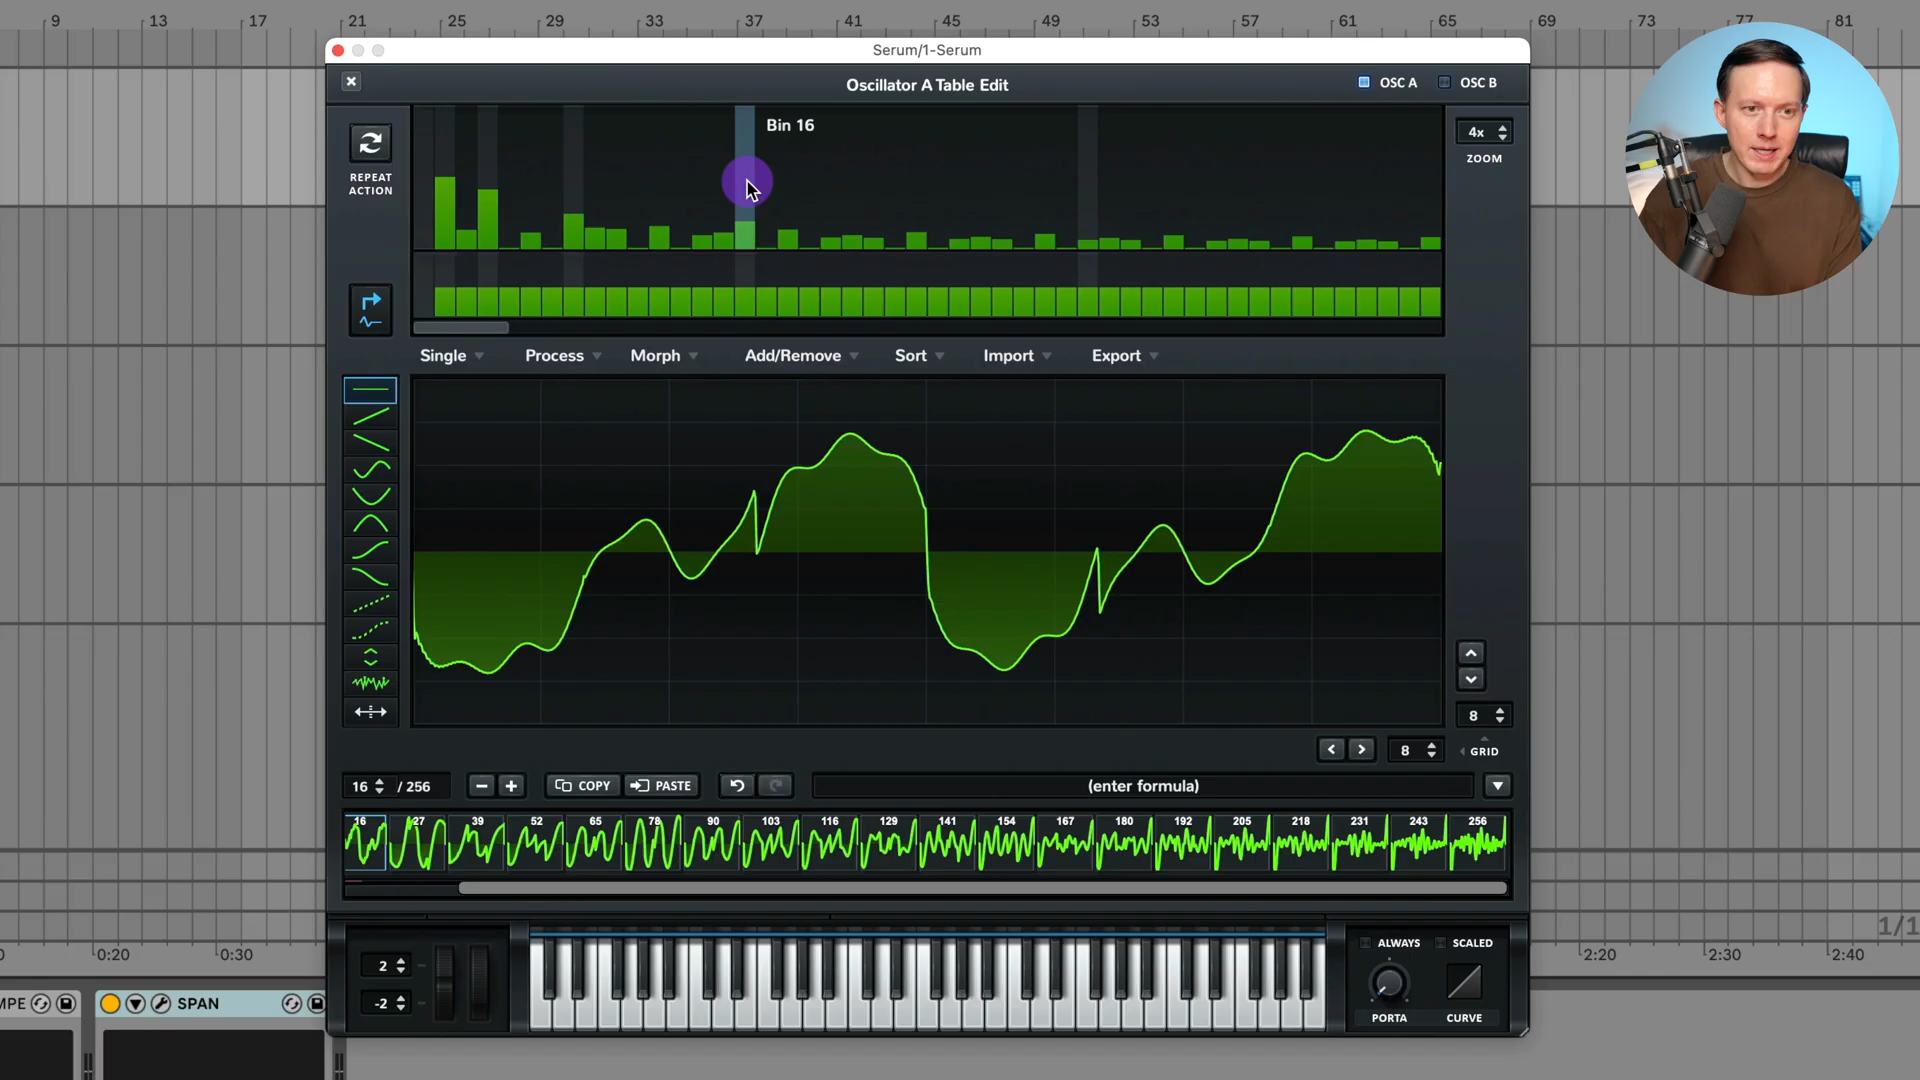 9 13 17 21 25 29 33 37 41 45 49 53 57 61 65 69 73 77 81
Serum/1-Serum
Oscillator A Table Edit
OSC A OSC B
Bin 16
4x
ZOOM
REPEAT
ACTION
Single Process Morph Add/Remove Sort Import Export
8
8
GRID
16 / 256
COPY PASTE
(enter formula)
16 27 39 52 65 78 90 103 116 129 141 154 167 180 192 205 218 231 243 256
1/1
ALWAYS SCALED
0:20 0:30
2:20 2:30 2:40
2
-2
MPE
SPAN
PORTA CURVE